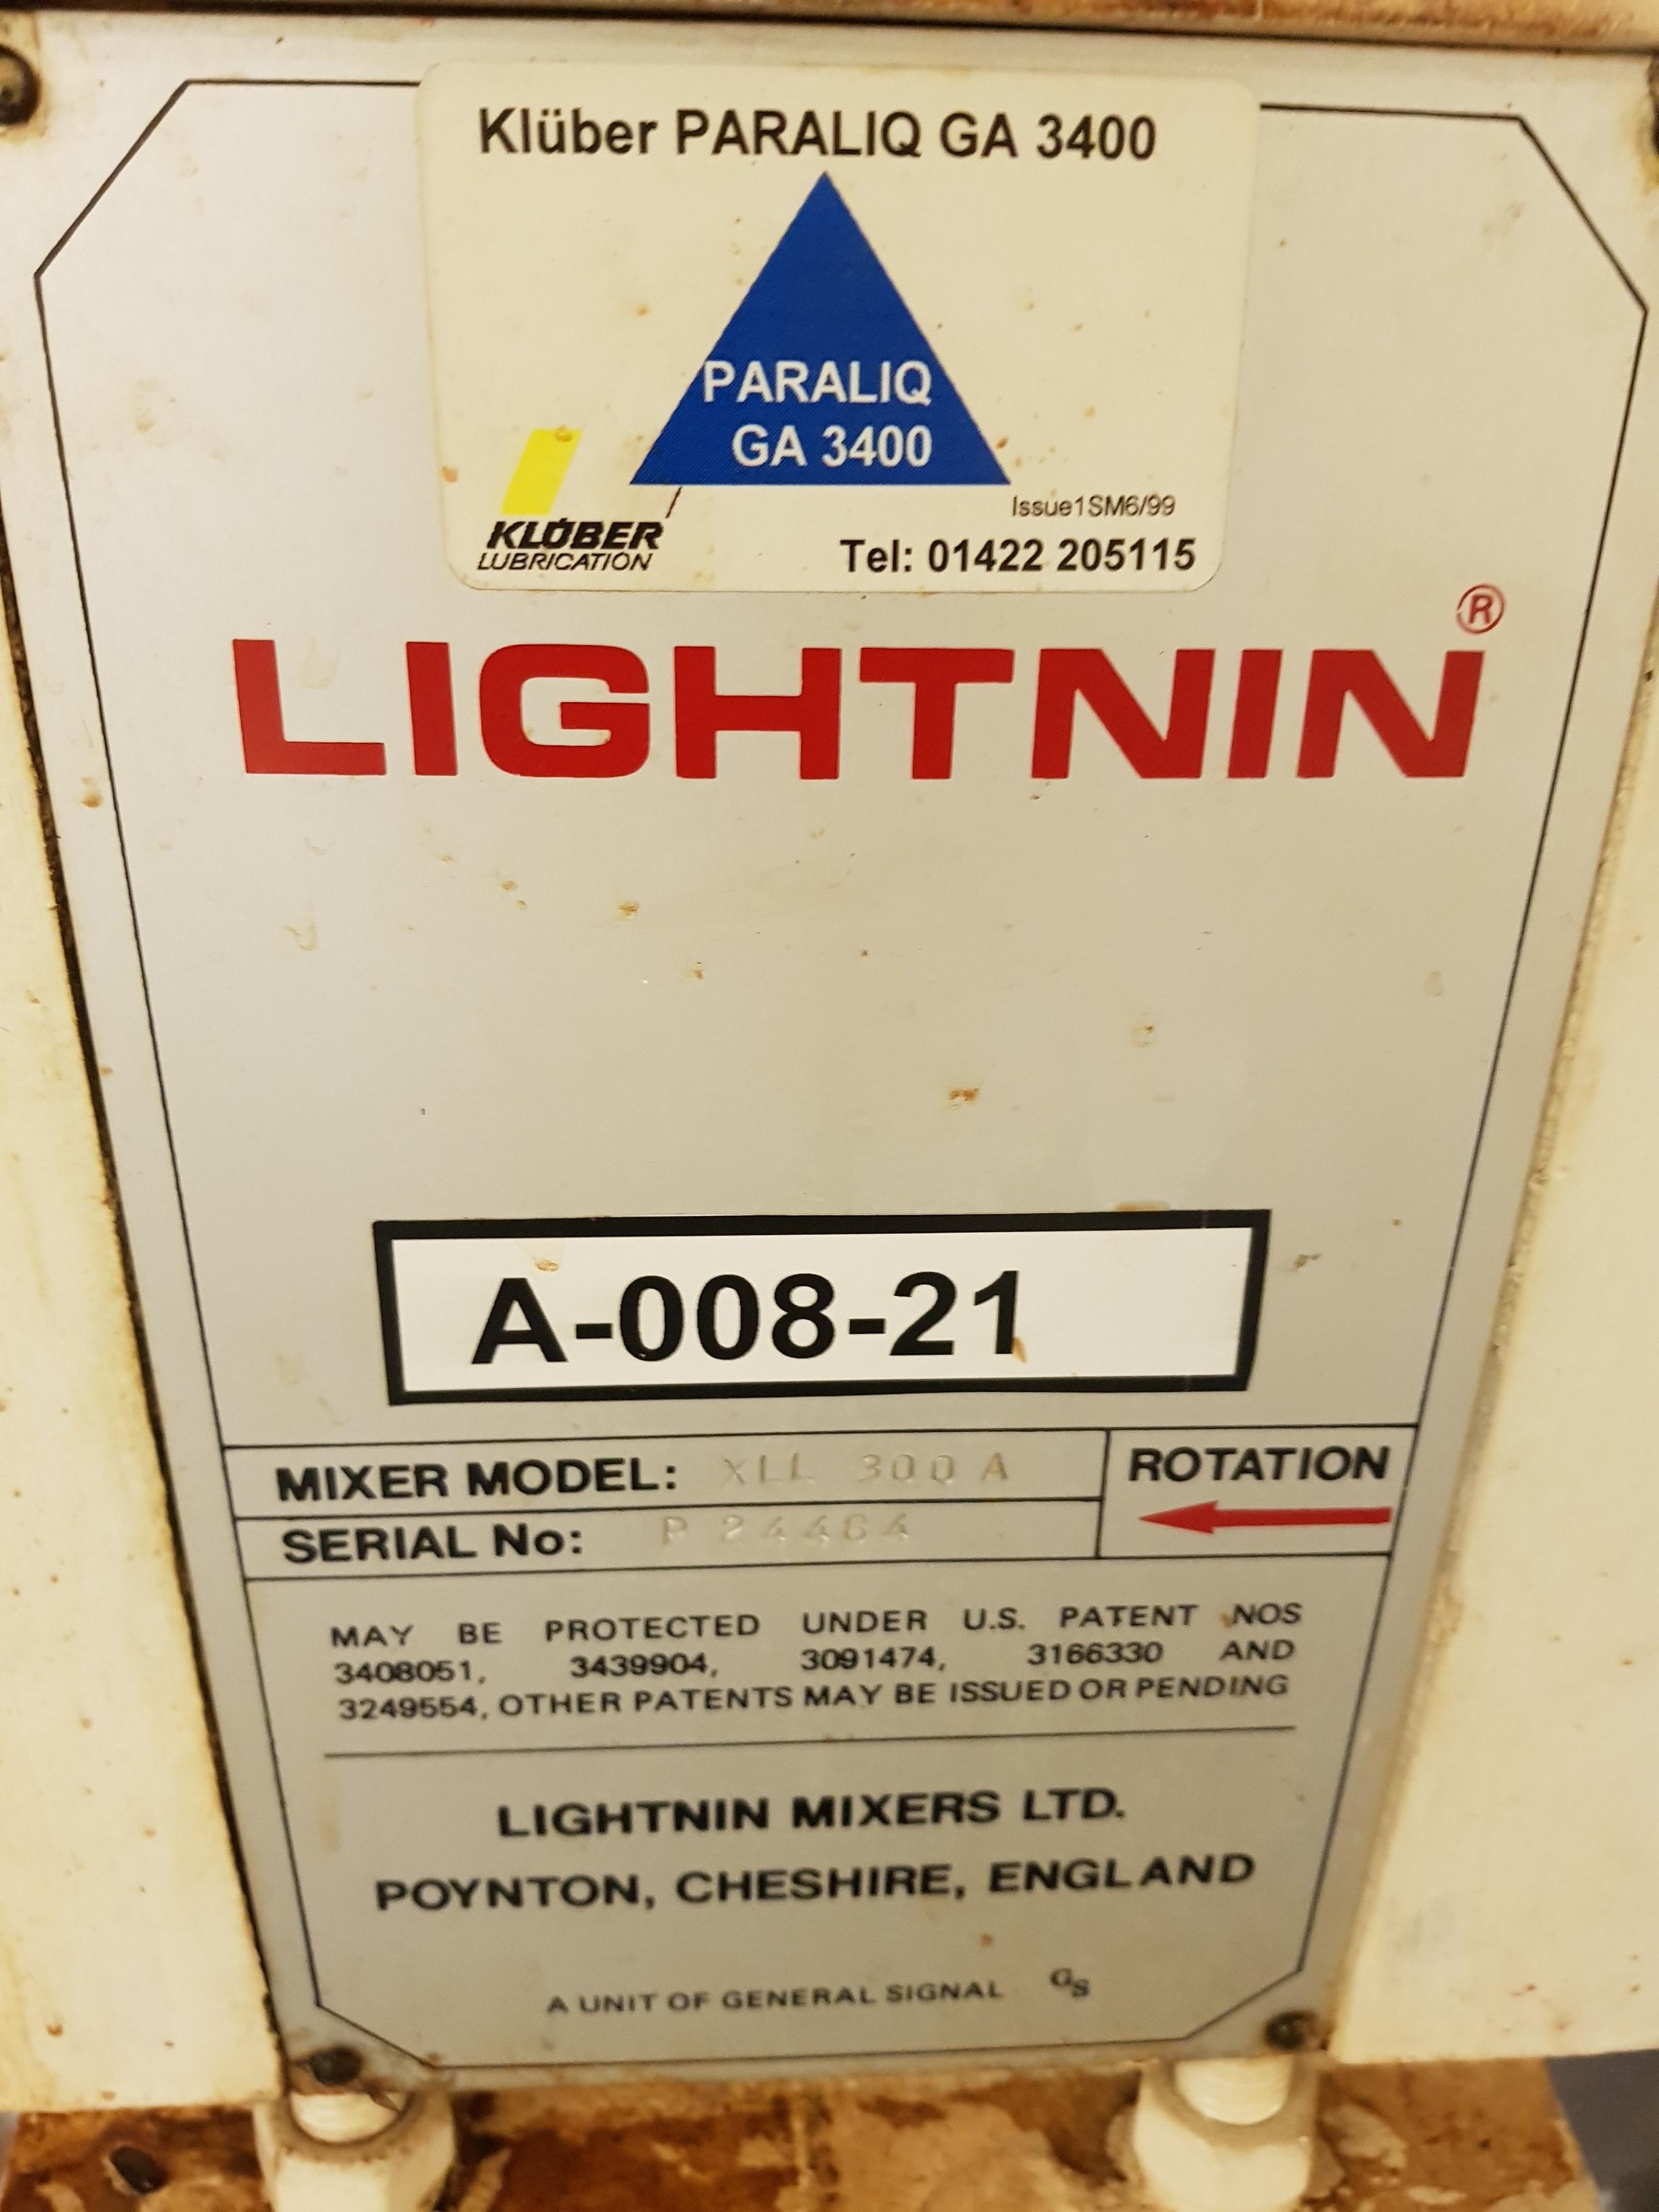 Klüber PARALIQ GA 3400
PARALIQ
GA 3400
KLÜBER
LUBRICATION
Issue1SM6/99
Tel: 01422 205115
LIGHTNIN®
A-008-21
MIXER MODEL: XLL 300 A
ROTATION
SERIAL No: P 24464
MAY BE PROTECTED UNDER U.S. PATENT NOS
3408051, 3439904, 3091474, 3166330 AND
3249554, OTHER PATENTS MAY BE ISSUED OR PENDING
LIGHTNIN MIXERS LTD.
POYNTON, CHESHIRE, ENGLAND
A UNIT OF GENERAL SIGNAL GS